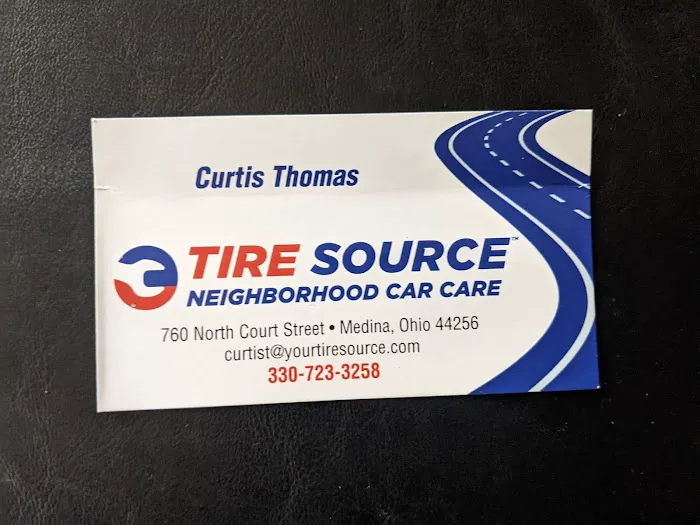 Curtis Thomas
TIRE SOURCE™
NEIGHBORHOOD CAR CARE
760 North Court Street • Medina, Ohio 44256
curtist@yourtiresource.com
330-723-3258